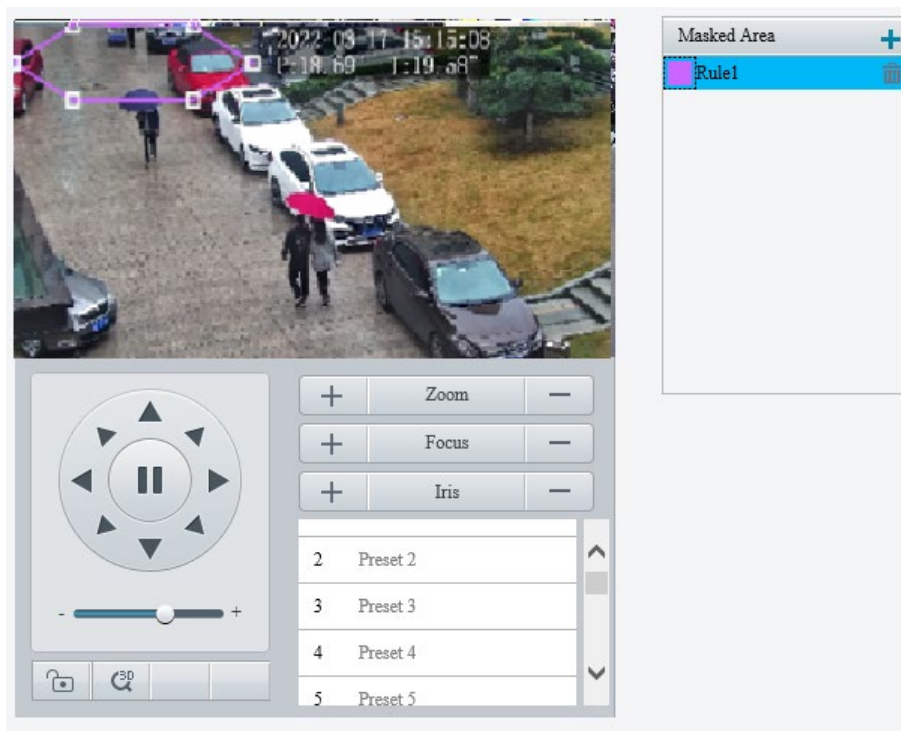 2022 03 17 15:15:08
Masked Area
Rule1
Zoom
Focus
Iris
2 Preset 2
3 Preset 3
4 Preset 4
5 Preset 5
- +
3D